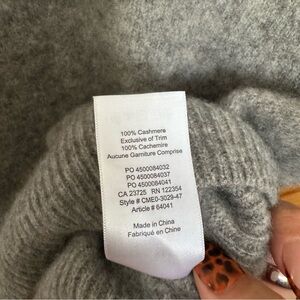 100% Cashmere
Exclusive of Trim
100% Cachemire
Aucune Garniture Comprise
PO 4500084032
PO 4500084037
PO 4500084041
CA 23725 RN 122354
Style # CME0-3029-47
Article # 64041
Made in China
Fabriqué en Chine